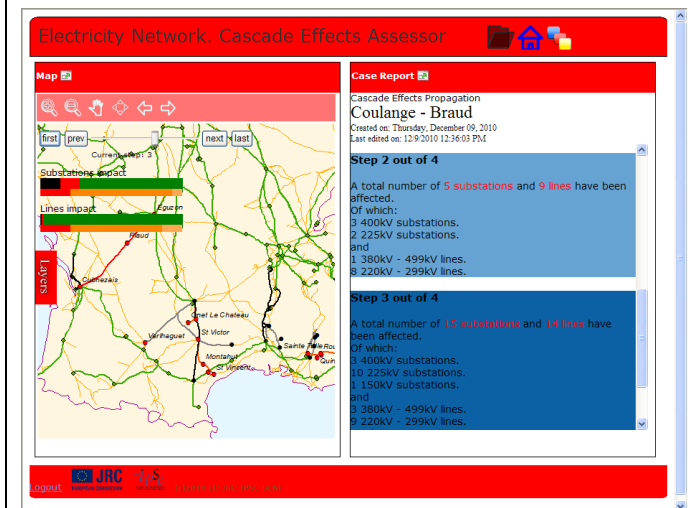 Electricity Network. Cascade Effects Assessor
Map
first prev next last
Current step: 3
Substations impact
Lines impact
Eguzon
Cubnezais
Layers
Onet Le Chateau
St Victor
Verlhaguet
Montahut
St Vincent
Case Report
Cascade Effects Propagation
Coulange - Braud
Created on: Thursday, December 09, 2010
Last edited on: 12/9/2010 12:36:03 PM
Step 2 out of 4
A total number of 5 substations and 9 lines have been
affected.
Of which:
3 400kV substations.
2 225kV substations.
and
1 380kV - 499kV lines.
8 220kV - 299kV lines.
Step 3 out of 4
A total number of 15 substations and 14 lines have
been affected.
Of which:
3 400kV substations.
10 225kV substations.
1 150kV substations.
and
3 380kV - 499kV lines.
9 220kV - 299kV lines.
Logout
JRC
EUROPEAN COMMISSION